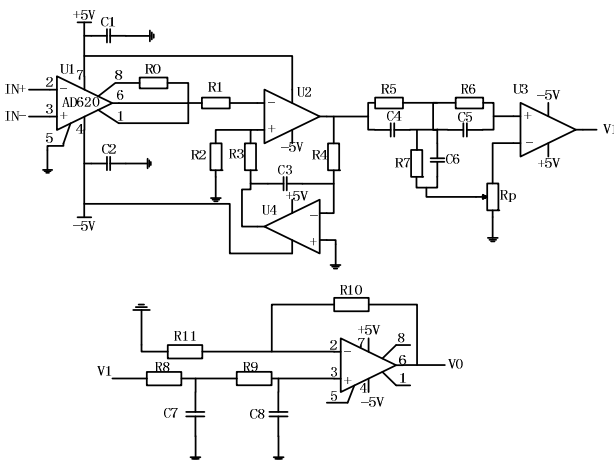 +5V
C1
U1
7
8
R0
IN+
2
−
AD620
6
R1
−
U2
IN-
3
+
1
+
5
4
−5V
R2
R3
R4
C2
C3
−5V
+5V
U4
−
+
R5
R6
U3
−5V
C4
C5
+
−
V1
R7
C6
+5V
Rp
R10
R11
+5V
7
8
2
−
6
V0
V1
R8
R9
3
+
1
5
4
−5V
C7
C8